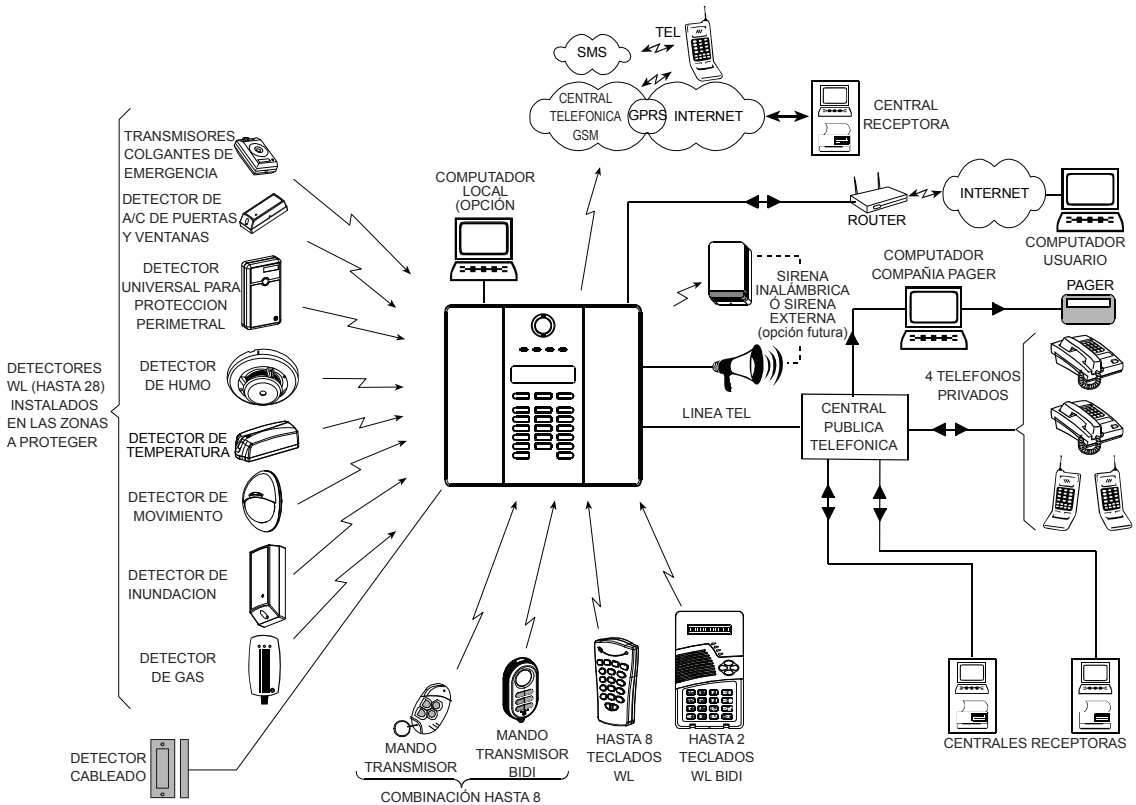 SMS
TEL
CENTRAL
TELEFONICA
GSM
GPRS
INTERNET
CENTRAL
RECEPTORA
TRANSMISORES
COLGANTES DE
EMERGENCIA
DETECTOR DE
A/C DE PUERTAS
Y VENTANAS
DETECTOR
UNIVERSAL PARA
PROTECCION
PERIMETRAL
DETECTORES
WL (HASTA 28)
INSTALADOS
EN LAS ZONAS
A PROTEGER
DETECTOR
DE HUMO
DETECTOR DE
TEMPERATURA
DETECTOR DE
MOVIMIENTO
DETECTOR DE
INUNDACION
DETECTOR
DE GAS
DETECTOR
CABLEADO
COMPUTADOR
LOCAL
(OPCIÓN
ROUTER
INTERNET
COMPUTADOR
USUARIO
SIRENA
INALÁMBRICA
Ó SIRENA
EXTERNA
(opción futura)
COMPUTADOR
COMPAÑIA PAGER
PAGER
LINEA TEL
CENTRAL
PUBLICA
TELEFONICA
4 TELEFONOS
PRIVADOS
CENTRALES RECEPTORAS
MANDO
TRANSMISOR
MANDO
TRANSMISOR
BIDI
COMBINACIÓN HASTA 8
HASTA 8
TECLADOS
WL
HASTA 2
TECLADOS
WL BIDI